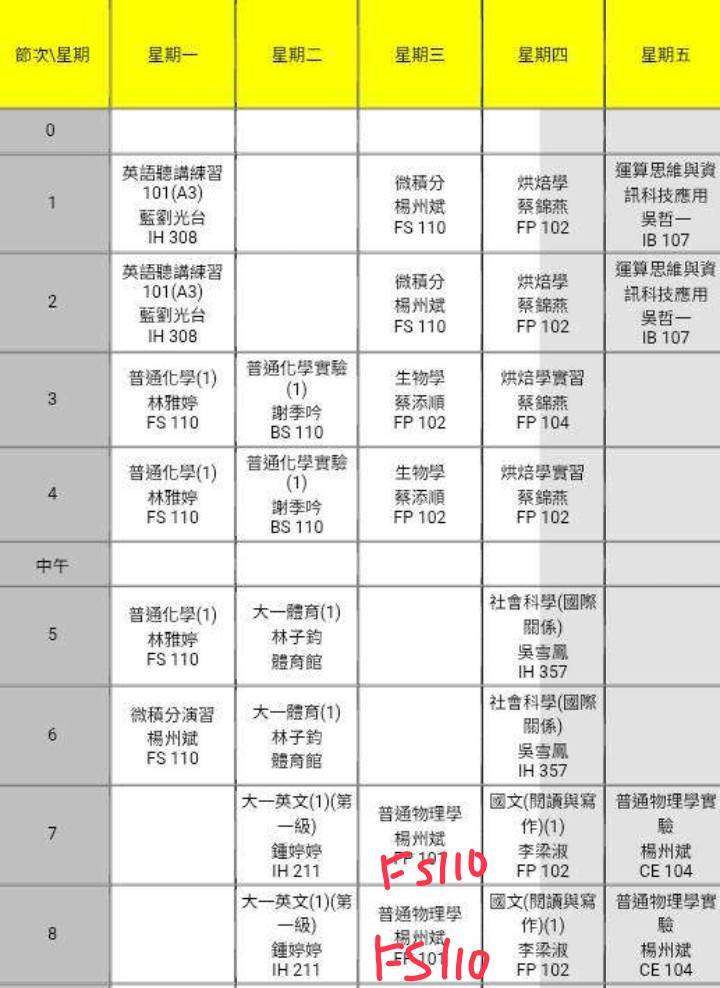 節次\星期 星期一 星期二 星期三 星期四 星期五
0
1
英語聽講練習
101(A3)
藍劉光台
IH 308
微積分
楊州斌
FS 110
烘焙學
蔡錦燕
FP 102
運算思維與資
訊科技應用
吳哲一
IB 107
2
英語聽講練習
101(A3)
藍劉光台
IH 308
微積分
楊州斌
FS 110
烘焙學
蔡錦燕
FP 102
運算思維與資
訊科技應用
吳哲一
IB 107
3
普通化學(1)
林雅婷
FS 110
普通化學實驗
(1)
謝季吟
BS 110
生物學
蔡添順
FP 102
烘焙學實習
蔡錦燕
FP 104
4
普通化學(1)
林雅婷
FS 110
普通化學實驗
(1)
謝季吟
BS 110
生物學
蔡添順
FP 102
烘焙學實習
蔡錦燕
FP 102
中午
5
普通化學(1)
林雅婷
FS 110
大一體育(1)
林子鈞
體育館
社會科學(國際
關係)
吳雪鳳
IH 357
6
微積分演習
楊州斌
FS 110
大一體育(1)
林子鈞
體育館
社會科學(國際
關係)
吳雪鳳
IH 357
7
大一英文(1)(第
一級)
鍾婷婷
IH 211
普通物理學
楊州斌
FP 101
FS110
國文(閱讀與寫
作)(1)
李梁淑
FP 102
普通物理學實
驗
楊州斌
CE 104
8
大一英文(1)(第
一級)
鍾婷婷
IH 211
普通物理學
楊州斌
FP 101
FS110
國文(閱讀與寫
作)(1)
李梁淑
FP 102
普通物理學實
驗
楊州斌
CE 104